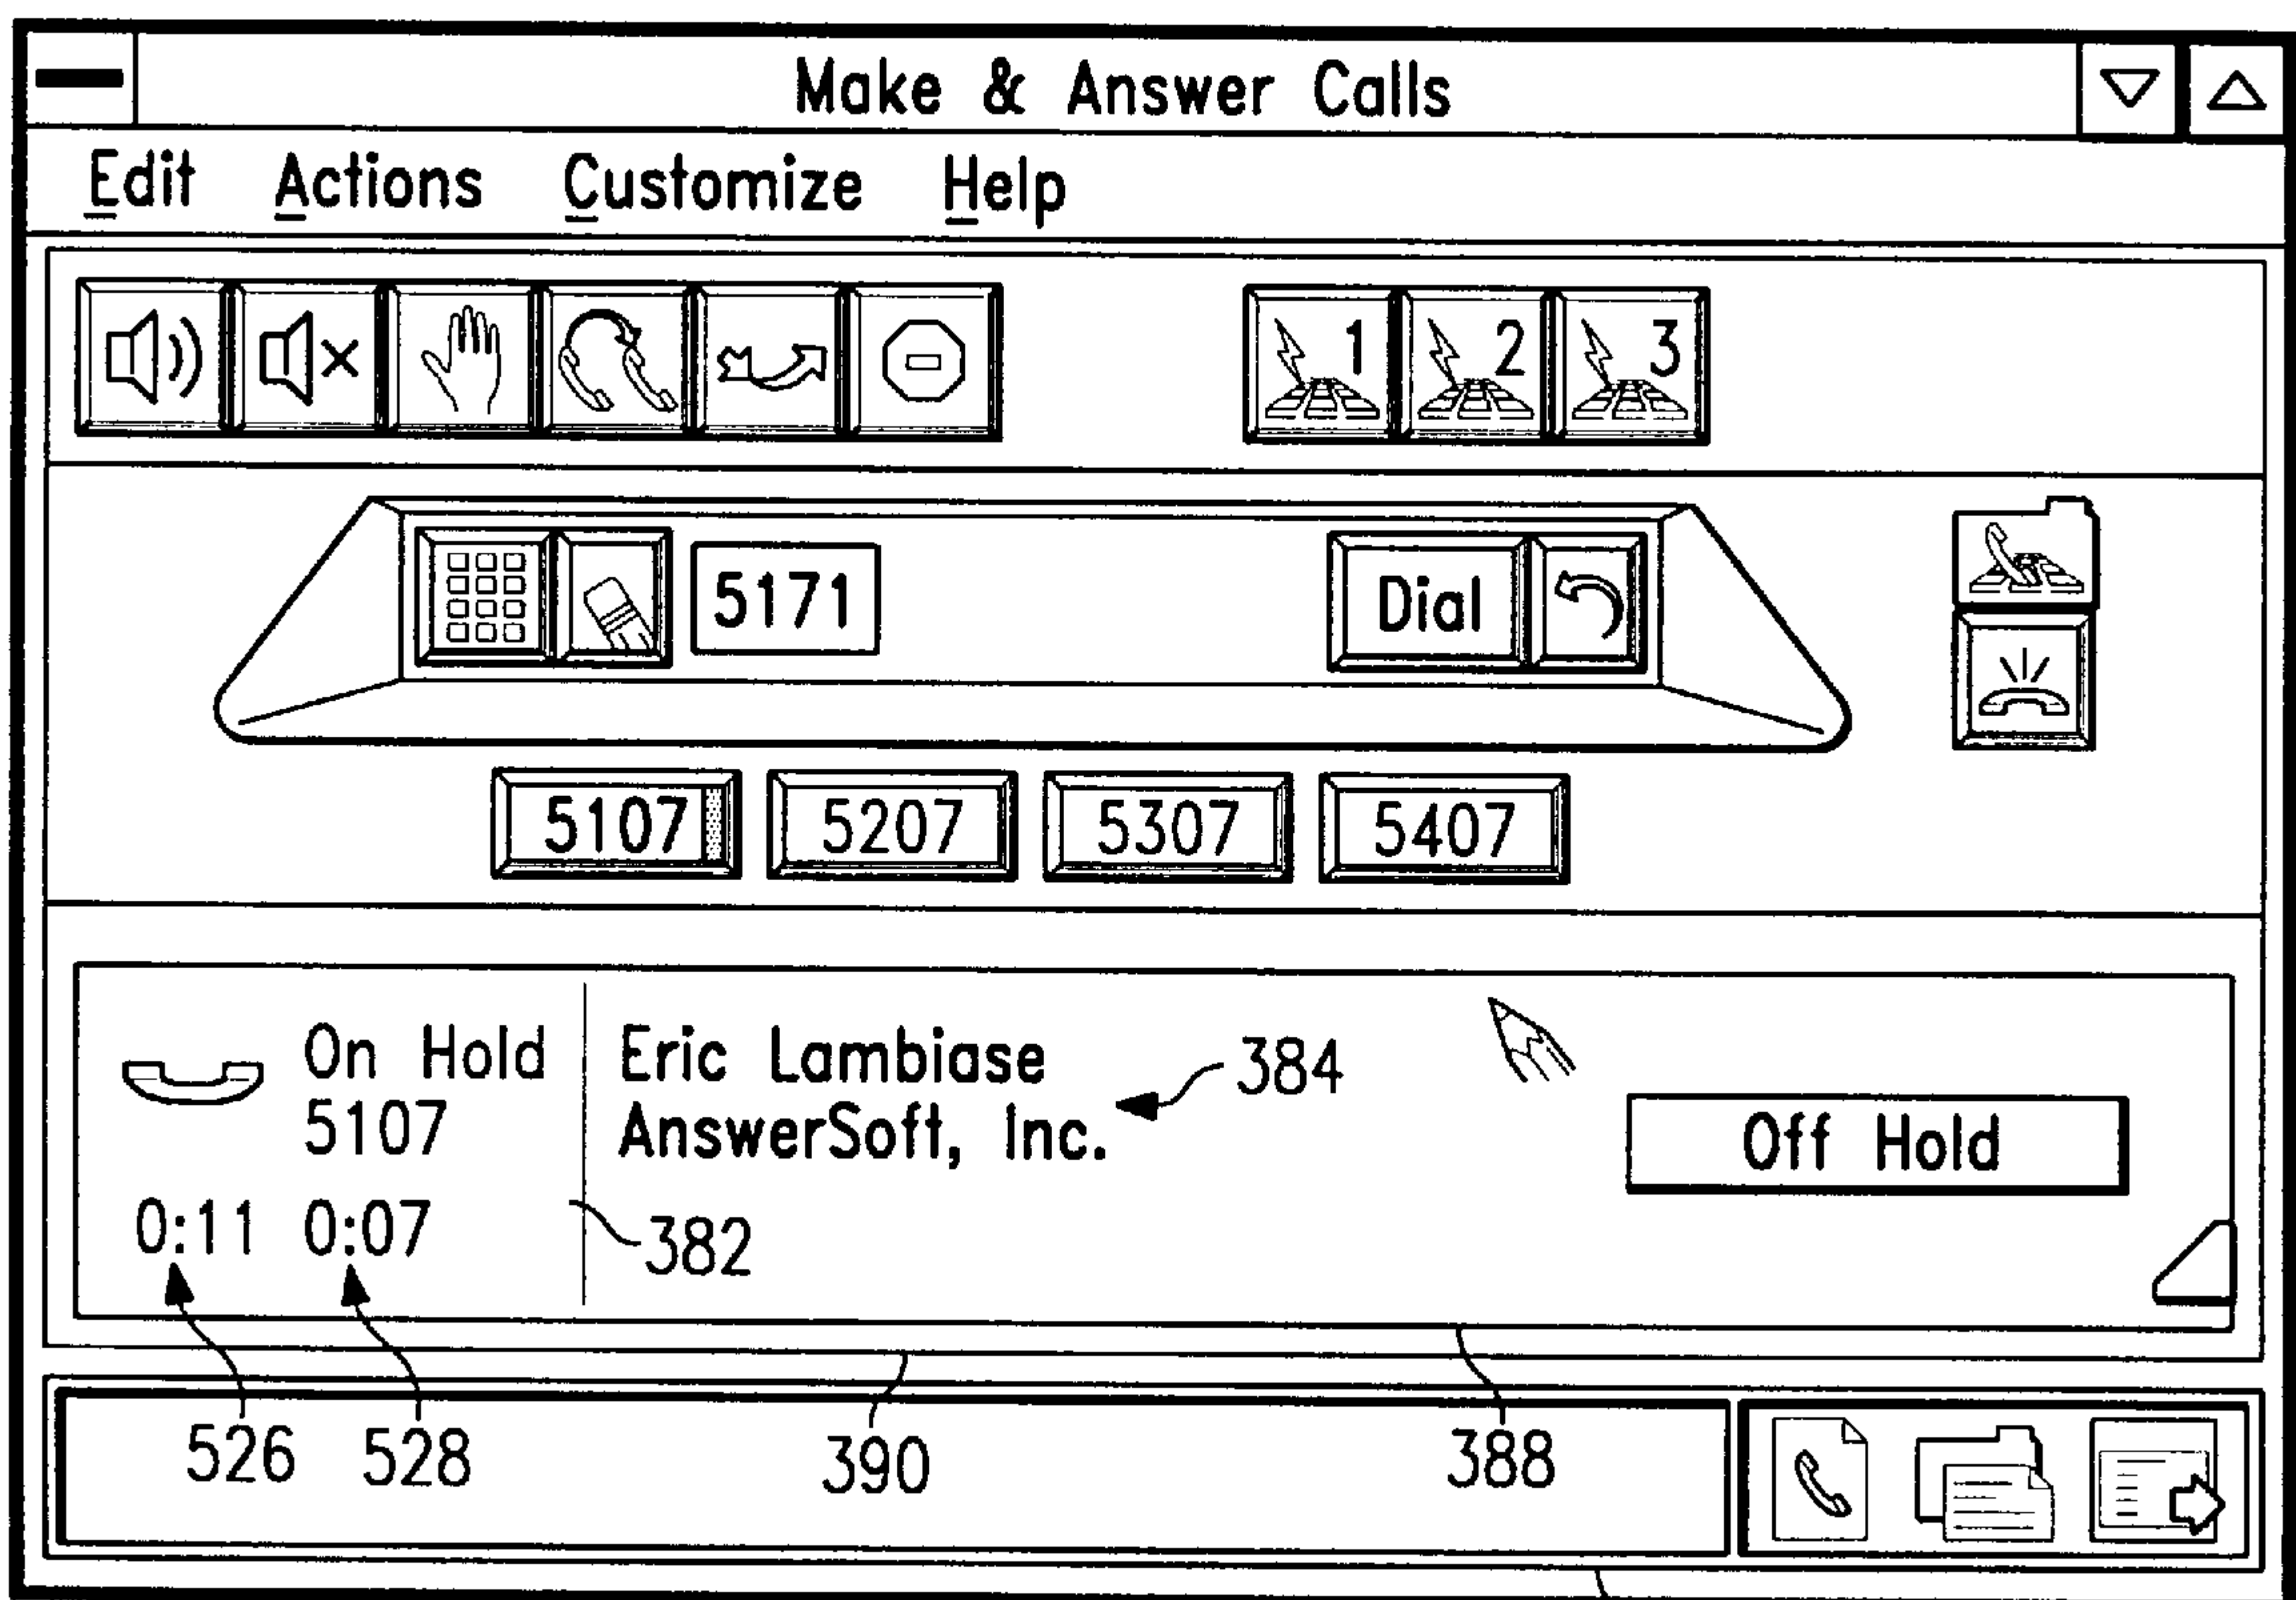 Make & Answer Calls
Edit Actions Customize Help
1 2 3
5171 Dial
5107 5207 5307 5407
On Hold
5107
0:11 0:07
Eric Lambiase
AnswerSoft, Inc.
384
382
Off Hold
526 528 390 388